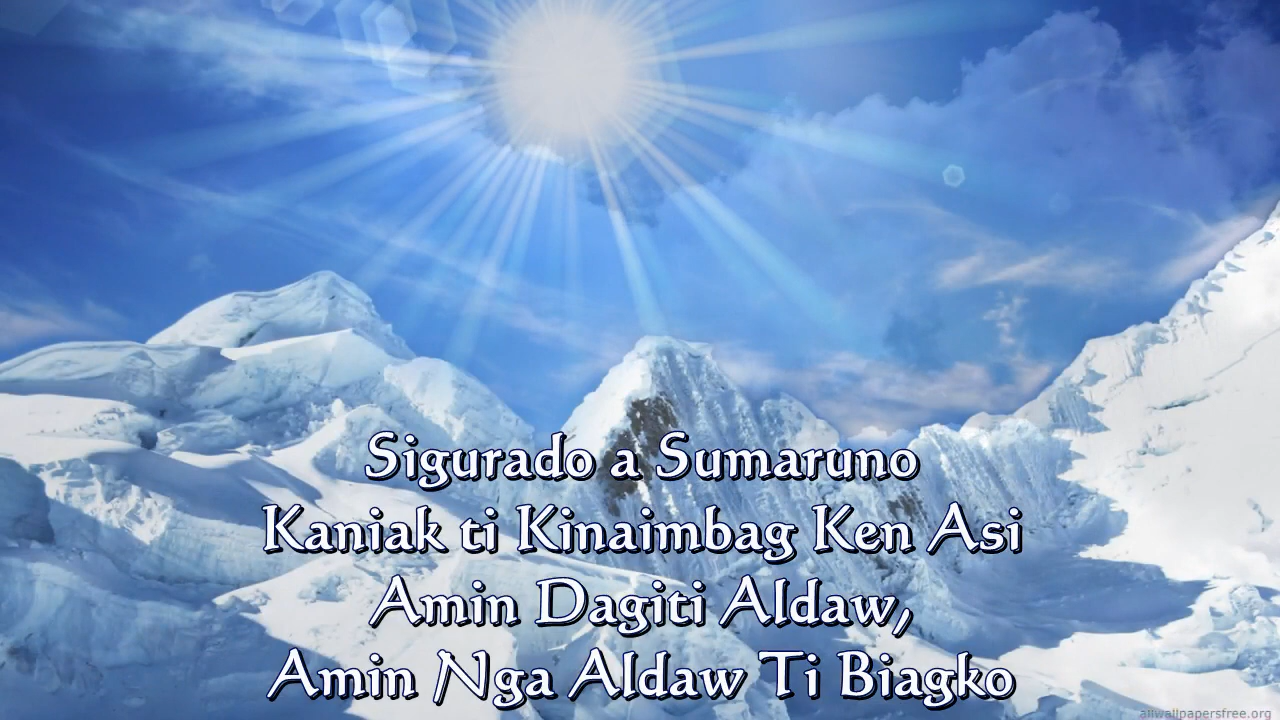 Sigurado a Sumaruno
Kaniak ti Kinaimbag Ken Asi
Amin Dagiti Aldaw,
Amin Nga Aldaw Ti Biagko
allwallpapersfree.org